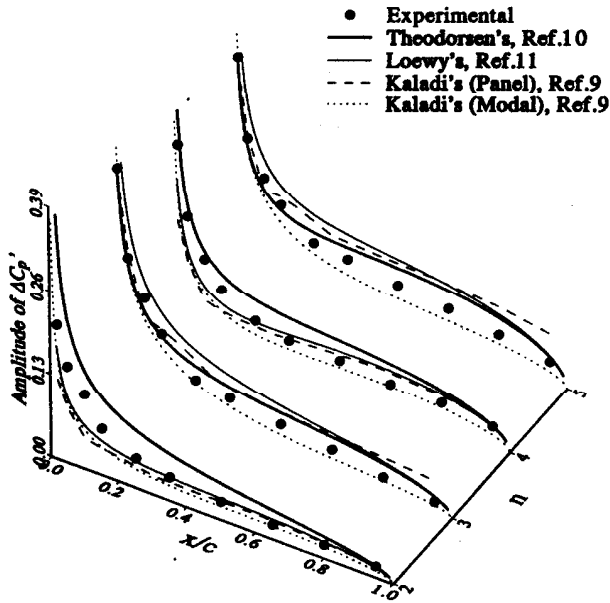 Experimental
Theodorsen's, Ref.10
Loewy's, Ref.11
Kaladi's (Panel), Ref.9
Kaladi's (Modal), Ref.9
Amplitude of ΔCp'
0.39
0.26
0.13
0.00
0.0
0.2
0.4
0.6
0.8
1.0
x/c
2
3
4
5
n